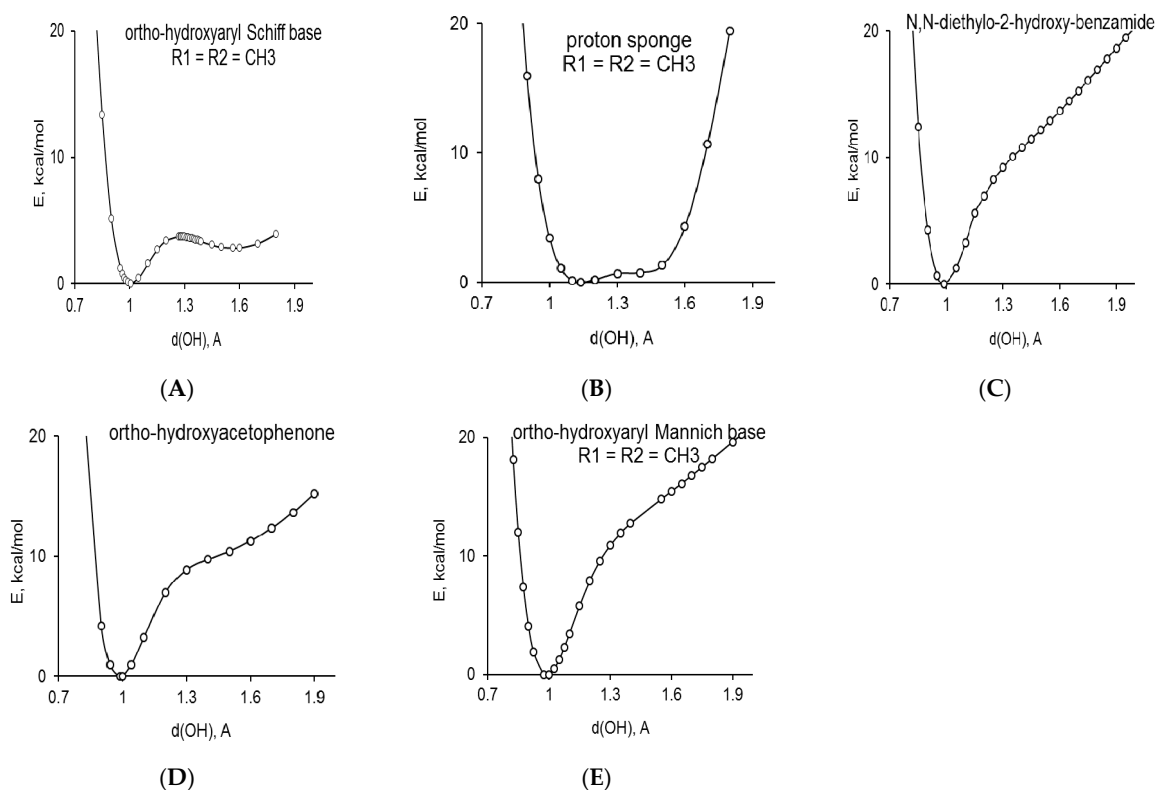 ortho-hydroxyaryl Schiff base
R1 = R2 = CH3
20
10
0
E, kcal/mol
0.7 1 1.3 1.6 1.9
d(OH), A
(A)
proton sponge
R1 = R2 = CH3
20
10
0
E, kcal/mol
0.7 1 1.3 1.6 1.9
d(OH), A
(B)
N,N-diethylo-2-hydroxy-benzamide
20
10
0
E, kcal/mol
0.7 1 1.3 1.6 1.9
d(OH), A
(C)
ortho-hydroxyacetophenone
20
10
0
E, kcal/mol
0.7 1 1.3 1.6 1.9
d(OH), A
(D)
ortho-hydroxyaryl Mannich base
R1 = R2 = CH3
20
10
0
E, kcal/mol
0.7 1 1.3 1.6 1.9
d(OH), A
(E)